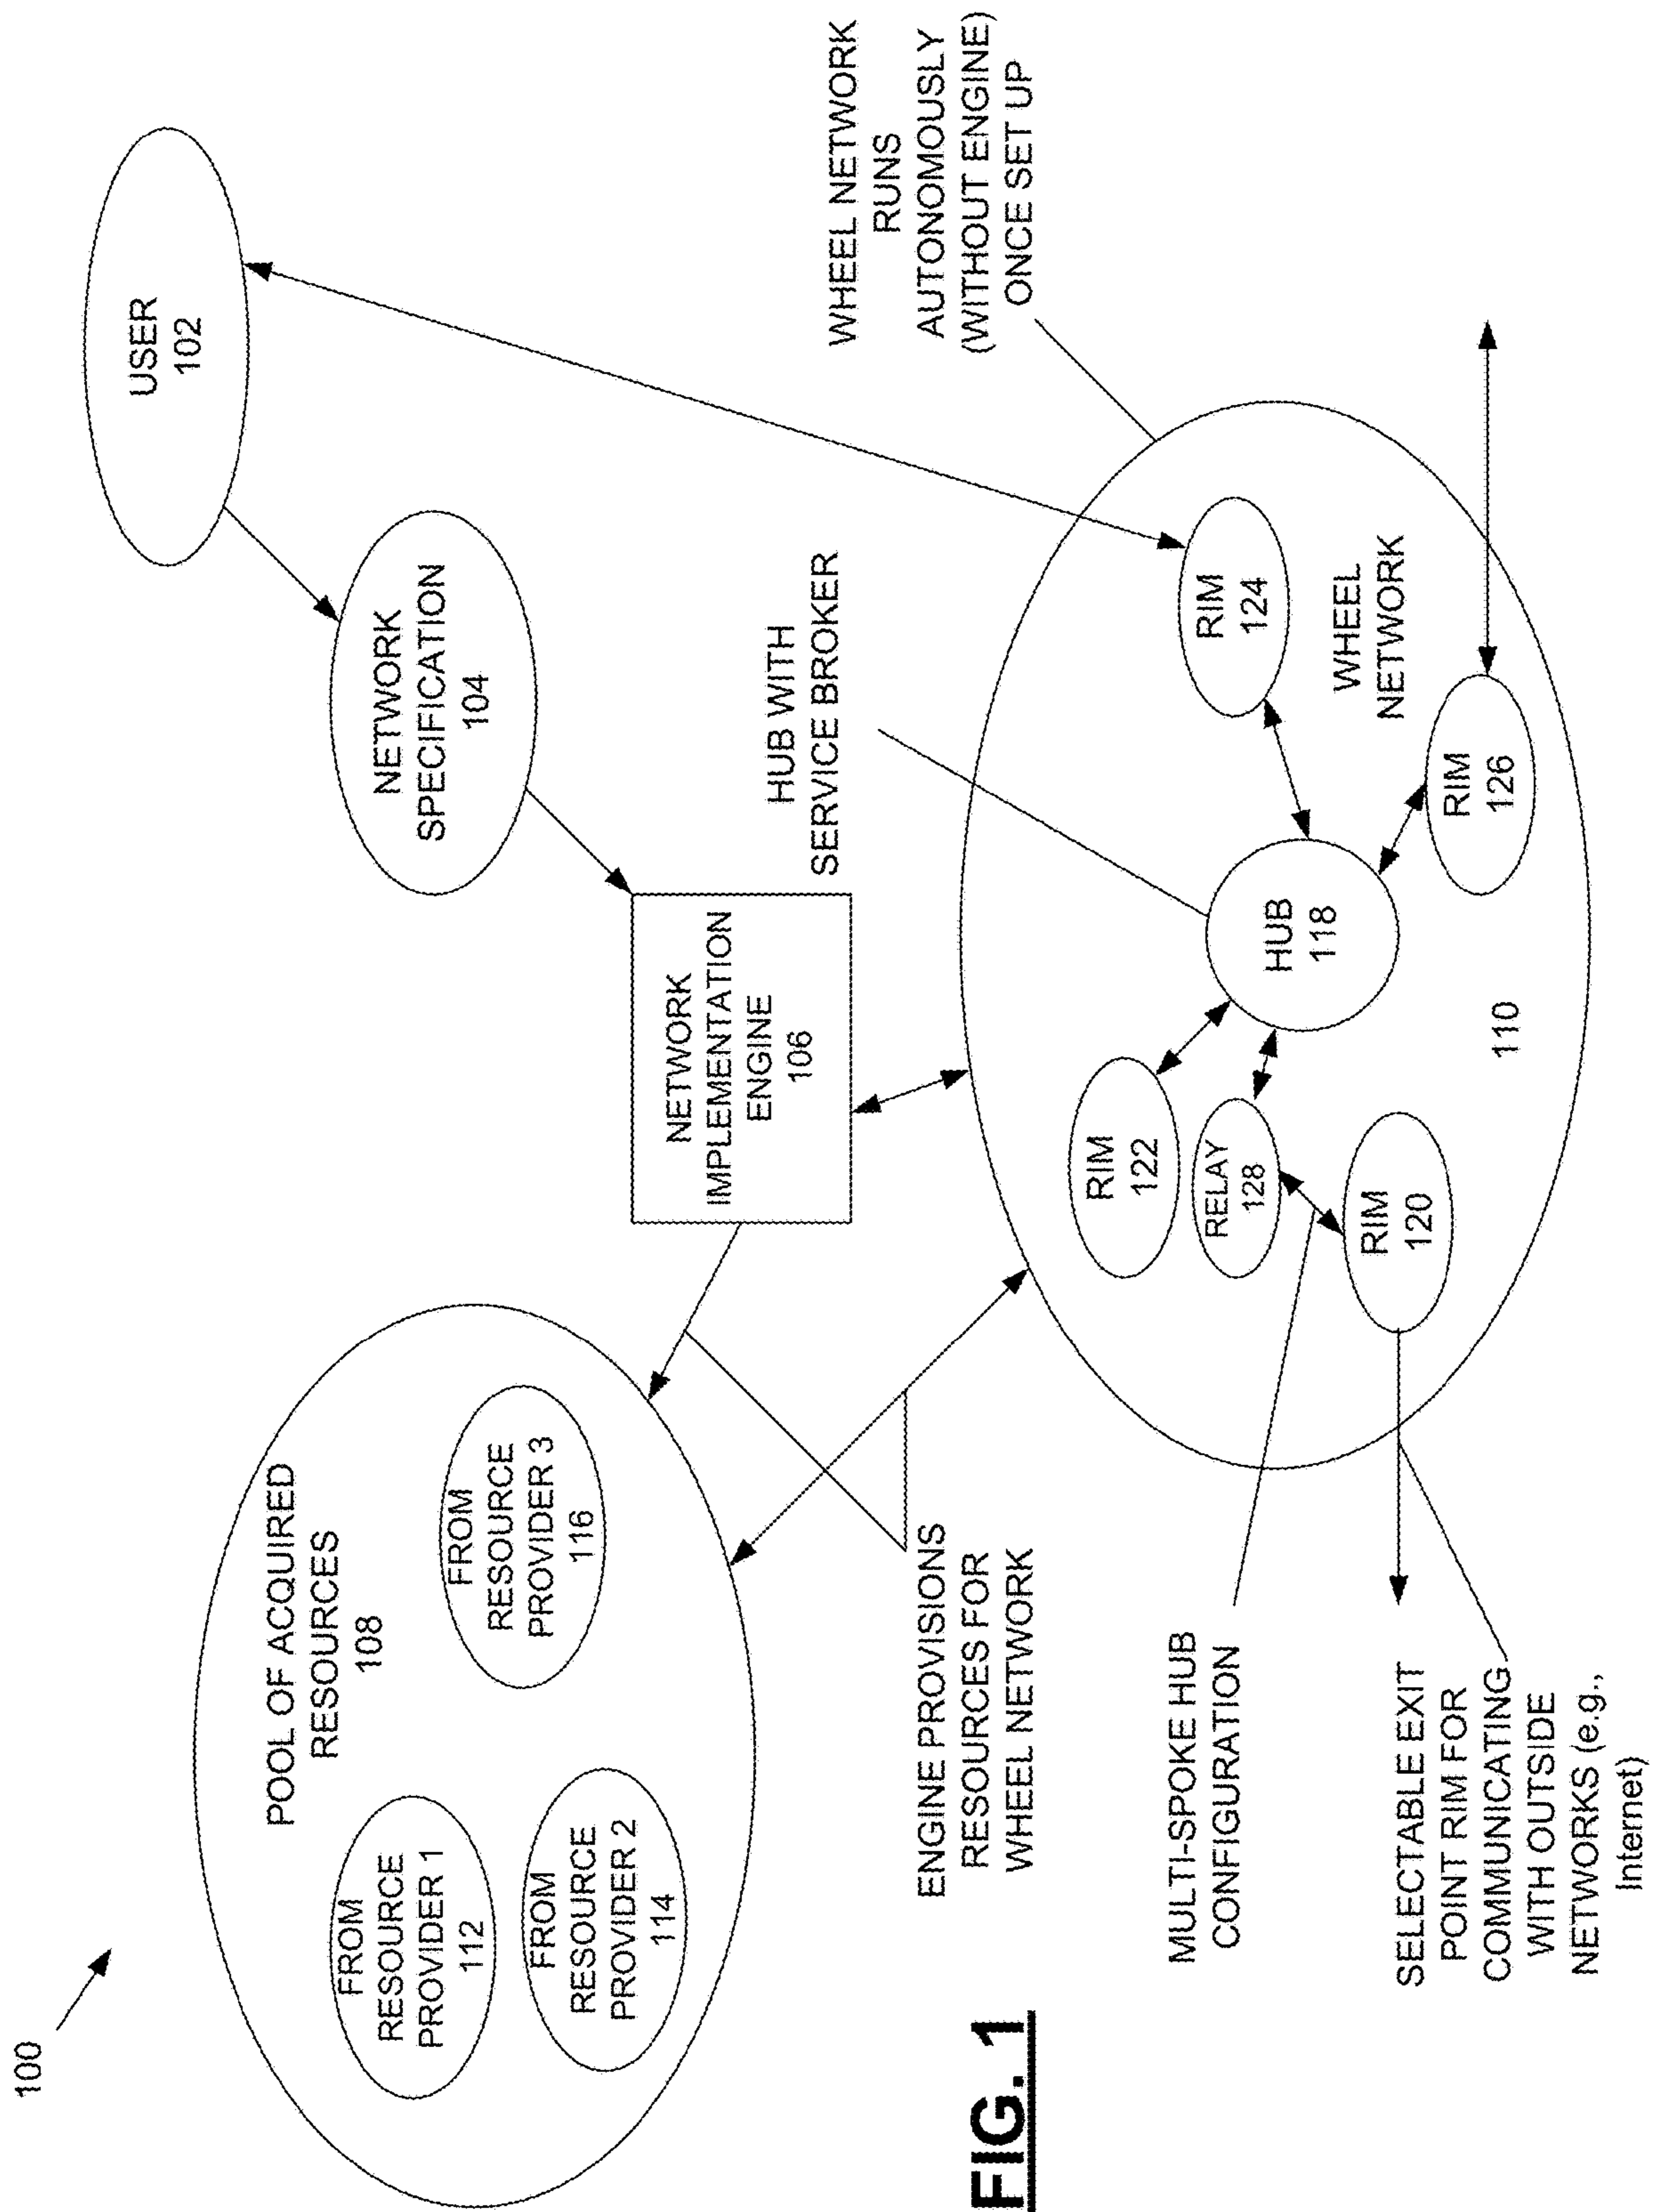 100
POOL OF ACQUIRED
RESOURCES
108
FROM
RESOURCE
PROVIDER 1
112
FROM
RESOURCE
PROVIDER 2
114
FROM
RESOURCE
PROVIDER 3
116
USER
102
NETWORK
SPECIFICATION
104
NETWORK
IMPLEMENTATION
ENGINE
106
ENGINE PROVISIONS
RESOURCES FOR
WHEEL NETWORK
HUB WITH
SERVICE BROKER
WHEEL NETWORK
RUNS
AUTONOMOUSLY
(WITHOUT ENGINE)
ONCE SET UP
RIM
122
RELAY
128
RIM
120
HUB
118
RIM
124
RIM
126
WHEEL
NETWORK
110
MULTI-SPOKE HUB
CONFIGURATION
SELECTABLE EXIT
POINT RIM FOR
COMMUNICATING
WITH OUTSIDE
NETWORKS (e.g.,
Internet)
FIG. 1